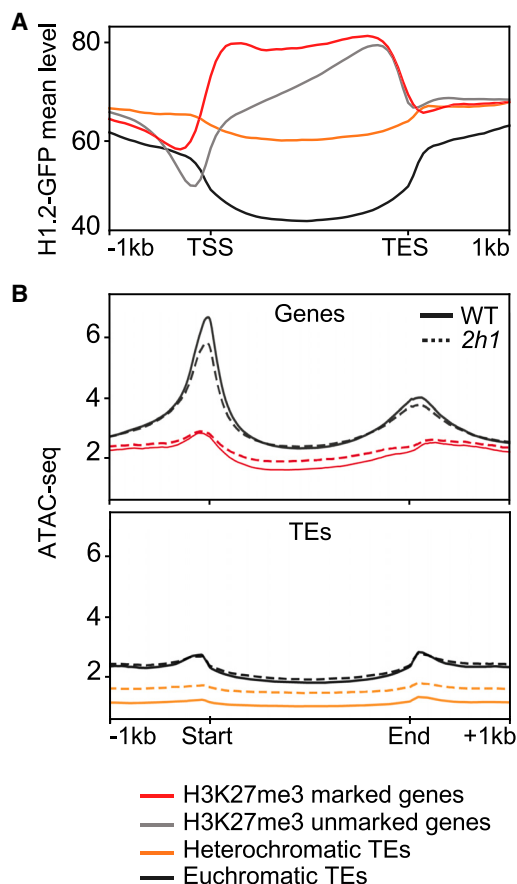 A
H1.2-GFP mean level
80
60
40
-1kb TSS TES 1kb
B
ATAC-seq
Genes
WT
2h1
6
4
2
TEs
6
4
2
-1kb Start End +1kb
H3K27me3 marked genes
H3K27me3 unmarked genes
Heterochromatic TEs
Euchromatic TEs